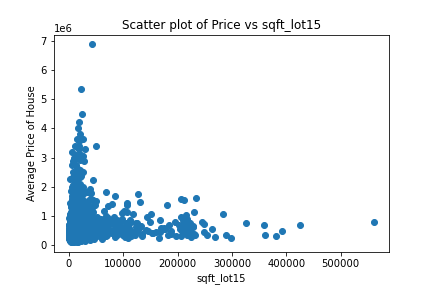 Scatter plot of Price vs sqft_lot15
1e6
7
6
5
4
3
2
1
0
Average Price of House
0 100000 200000 300000 400000 500000
sqft_lot15